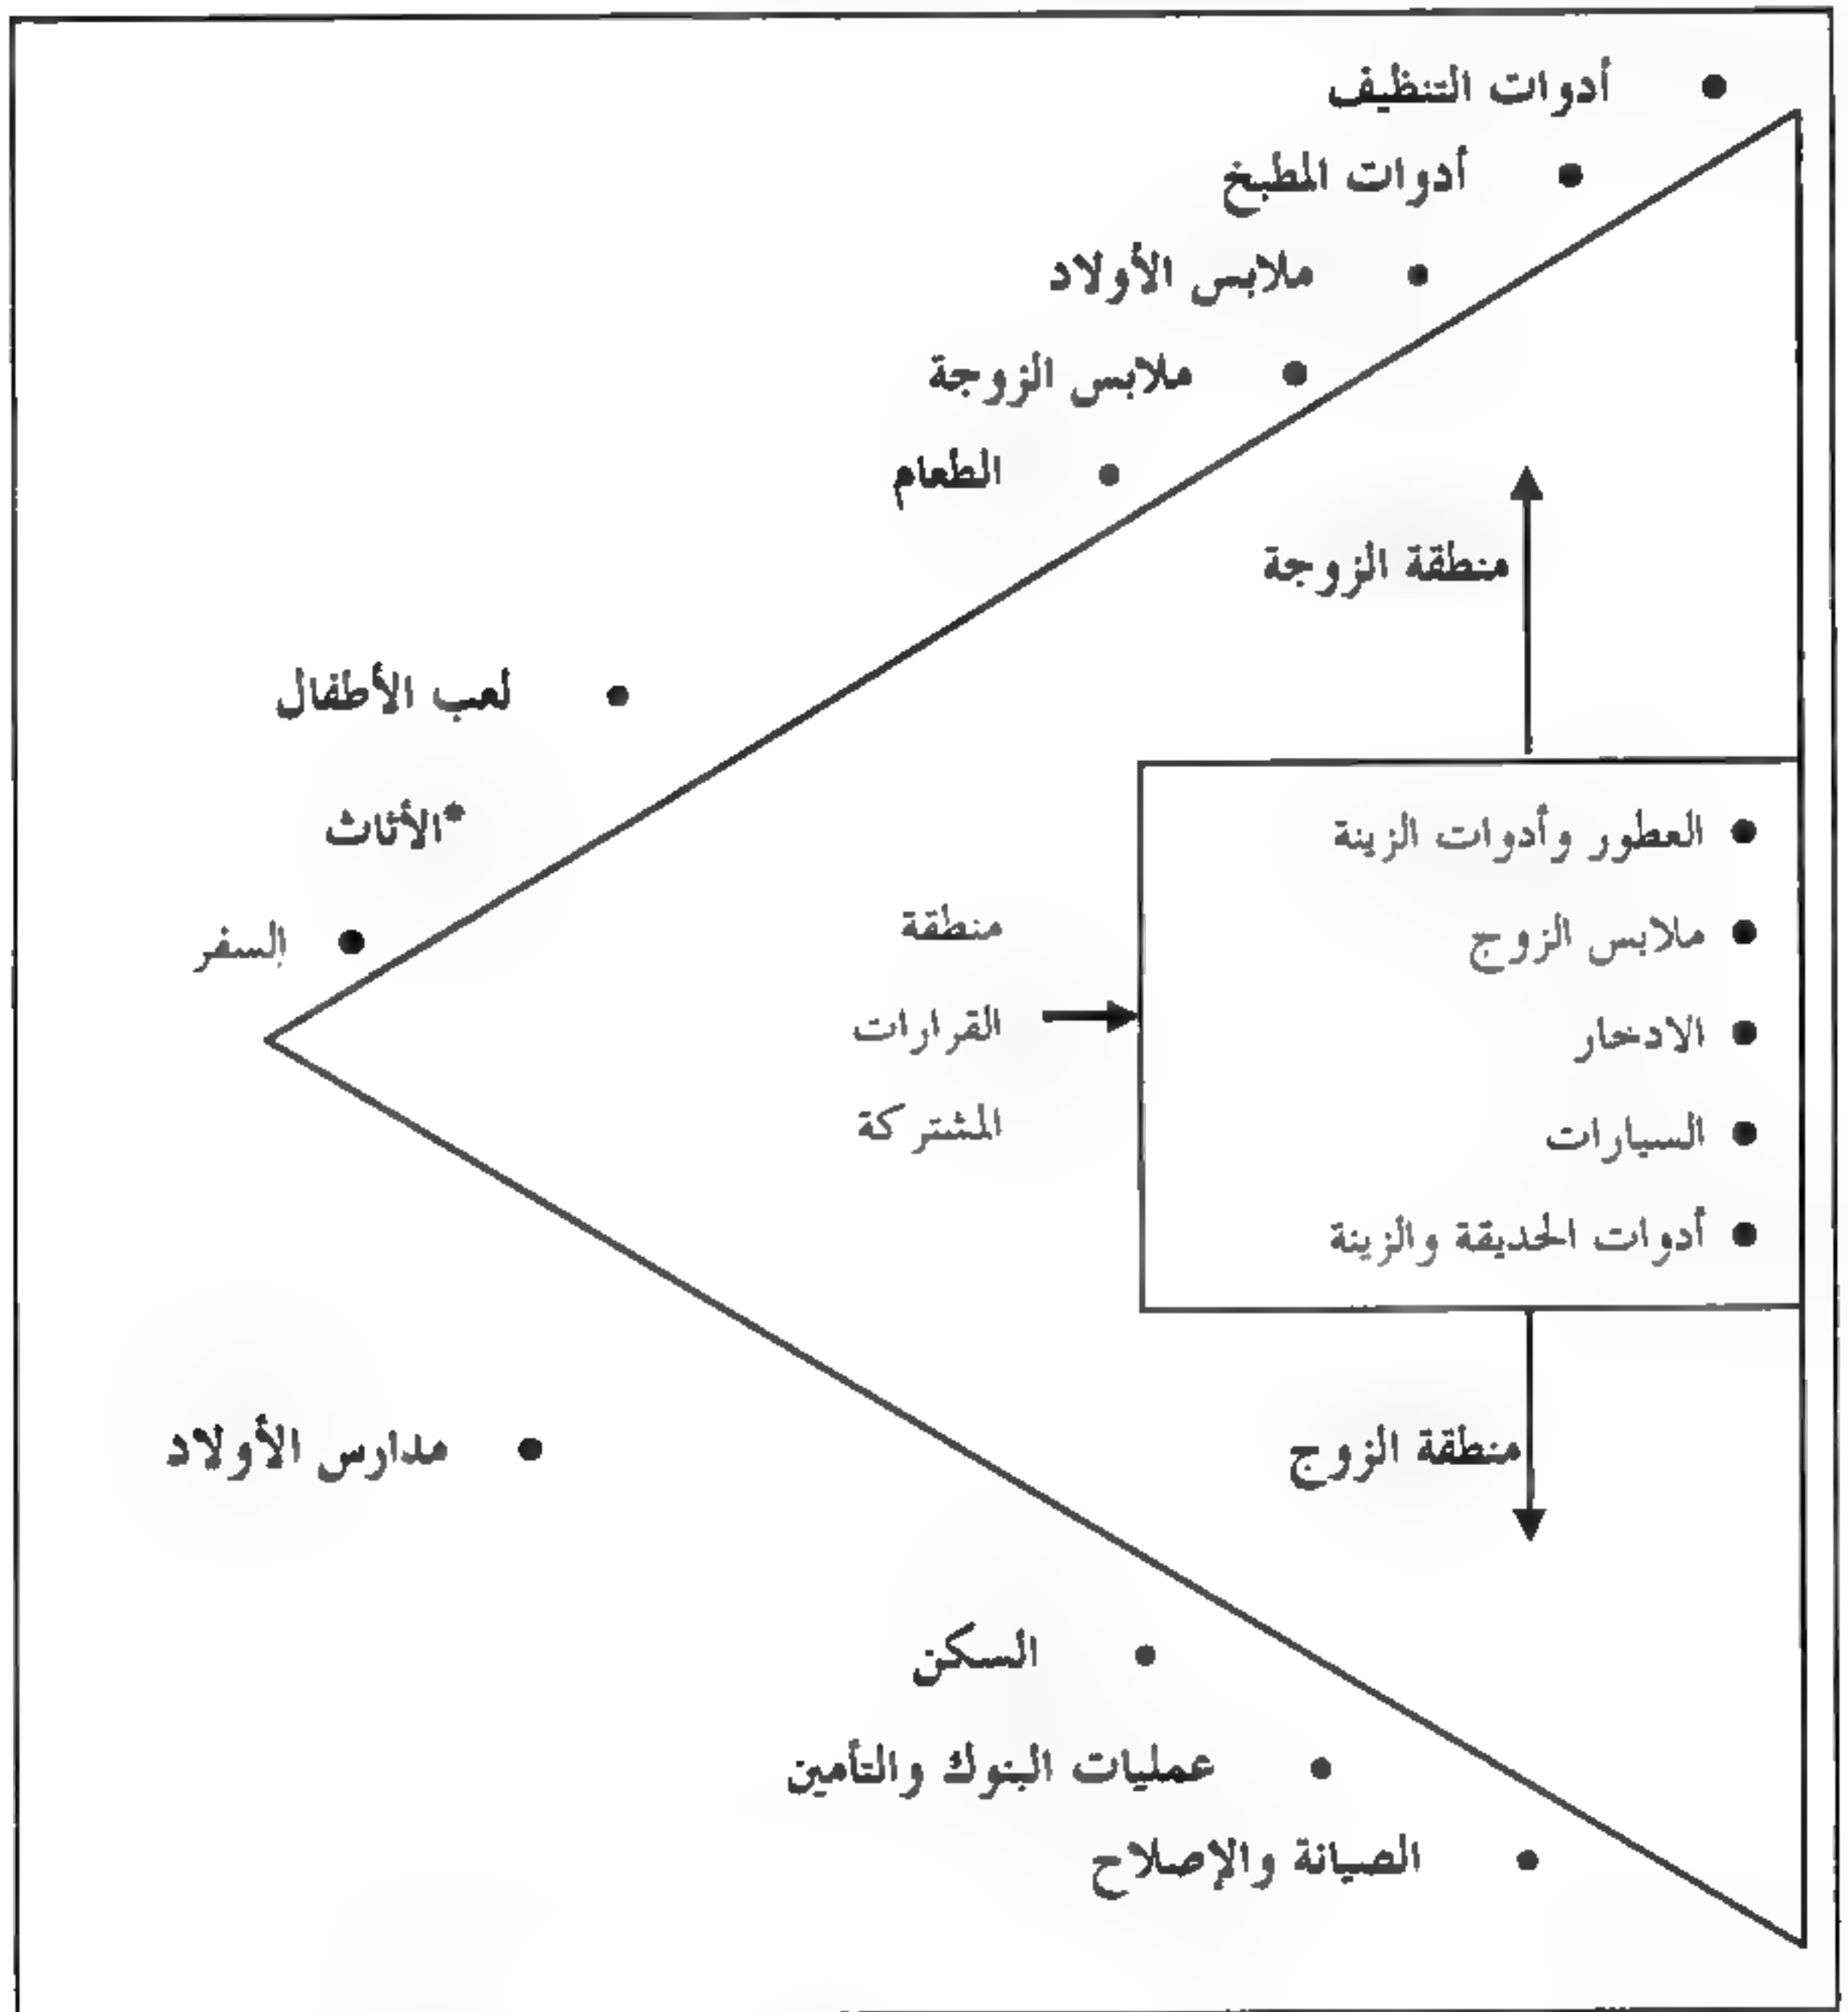 أدوات التنظيف
أدوات المطبخ
ملابس الأولاد
ملابس الزوجة
الطعام
منطقة الزوجة
لعب الأطفال
*الأثاث
السفر
العطور وأدوات الزينة
ملابس الزوج
الادخار
السيارات
أدوات الحديقة والزينة
منطقة
القرارات
المشتركة
منطقة الزوج
مدارس الأولاد
السكن
عمليات البنوك والتأمين
الصيانة والإصلاح